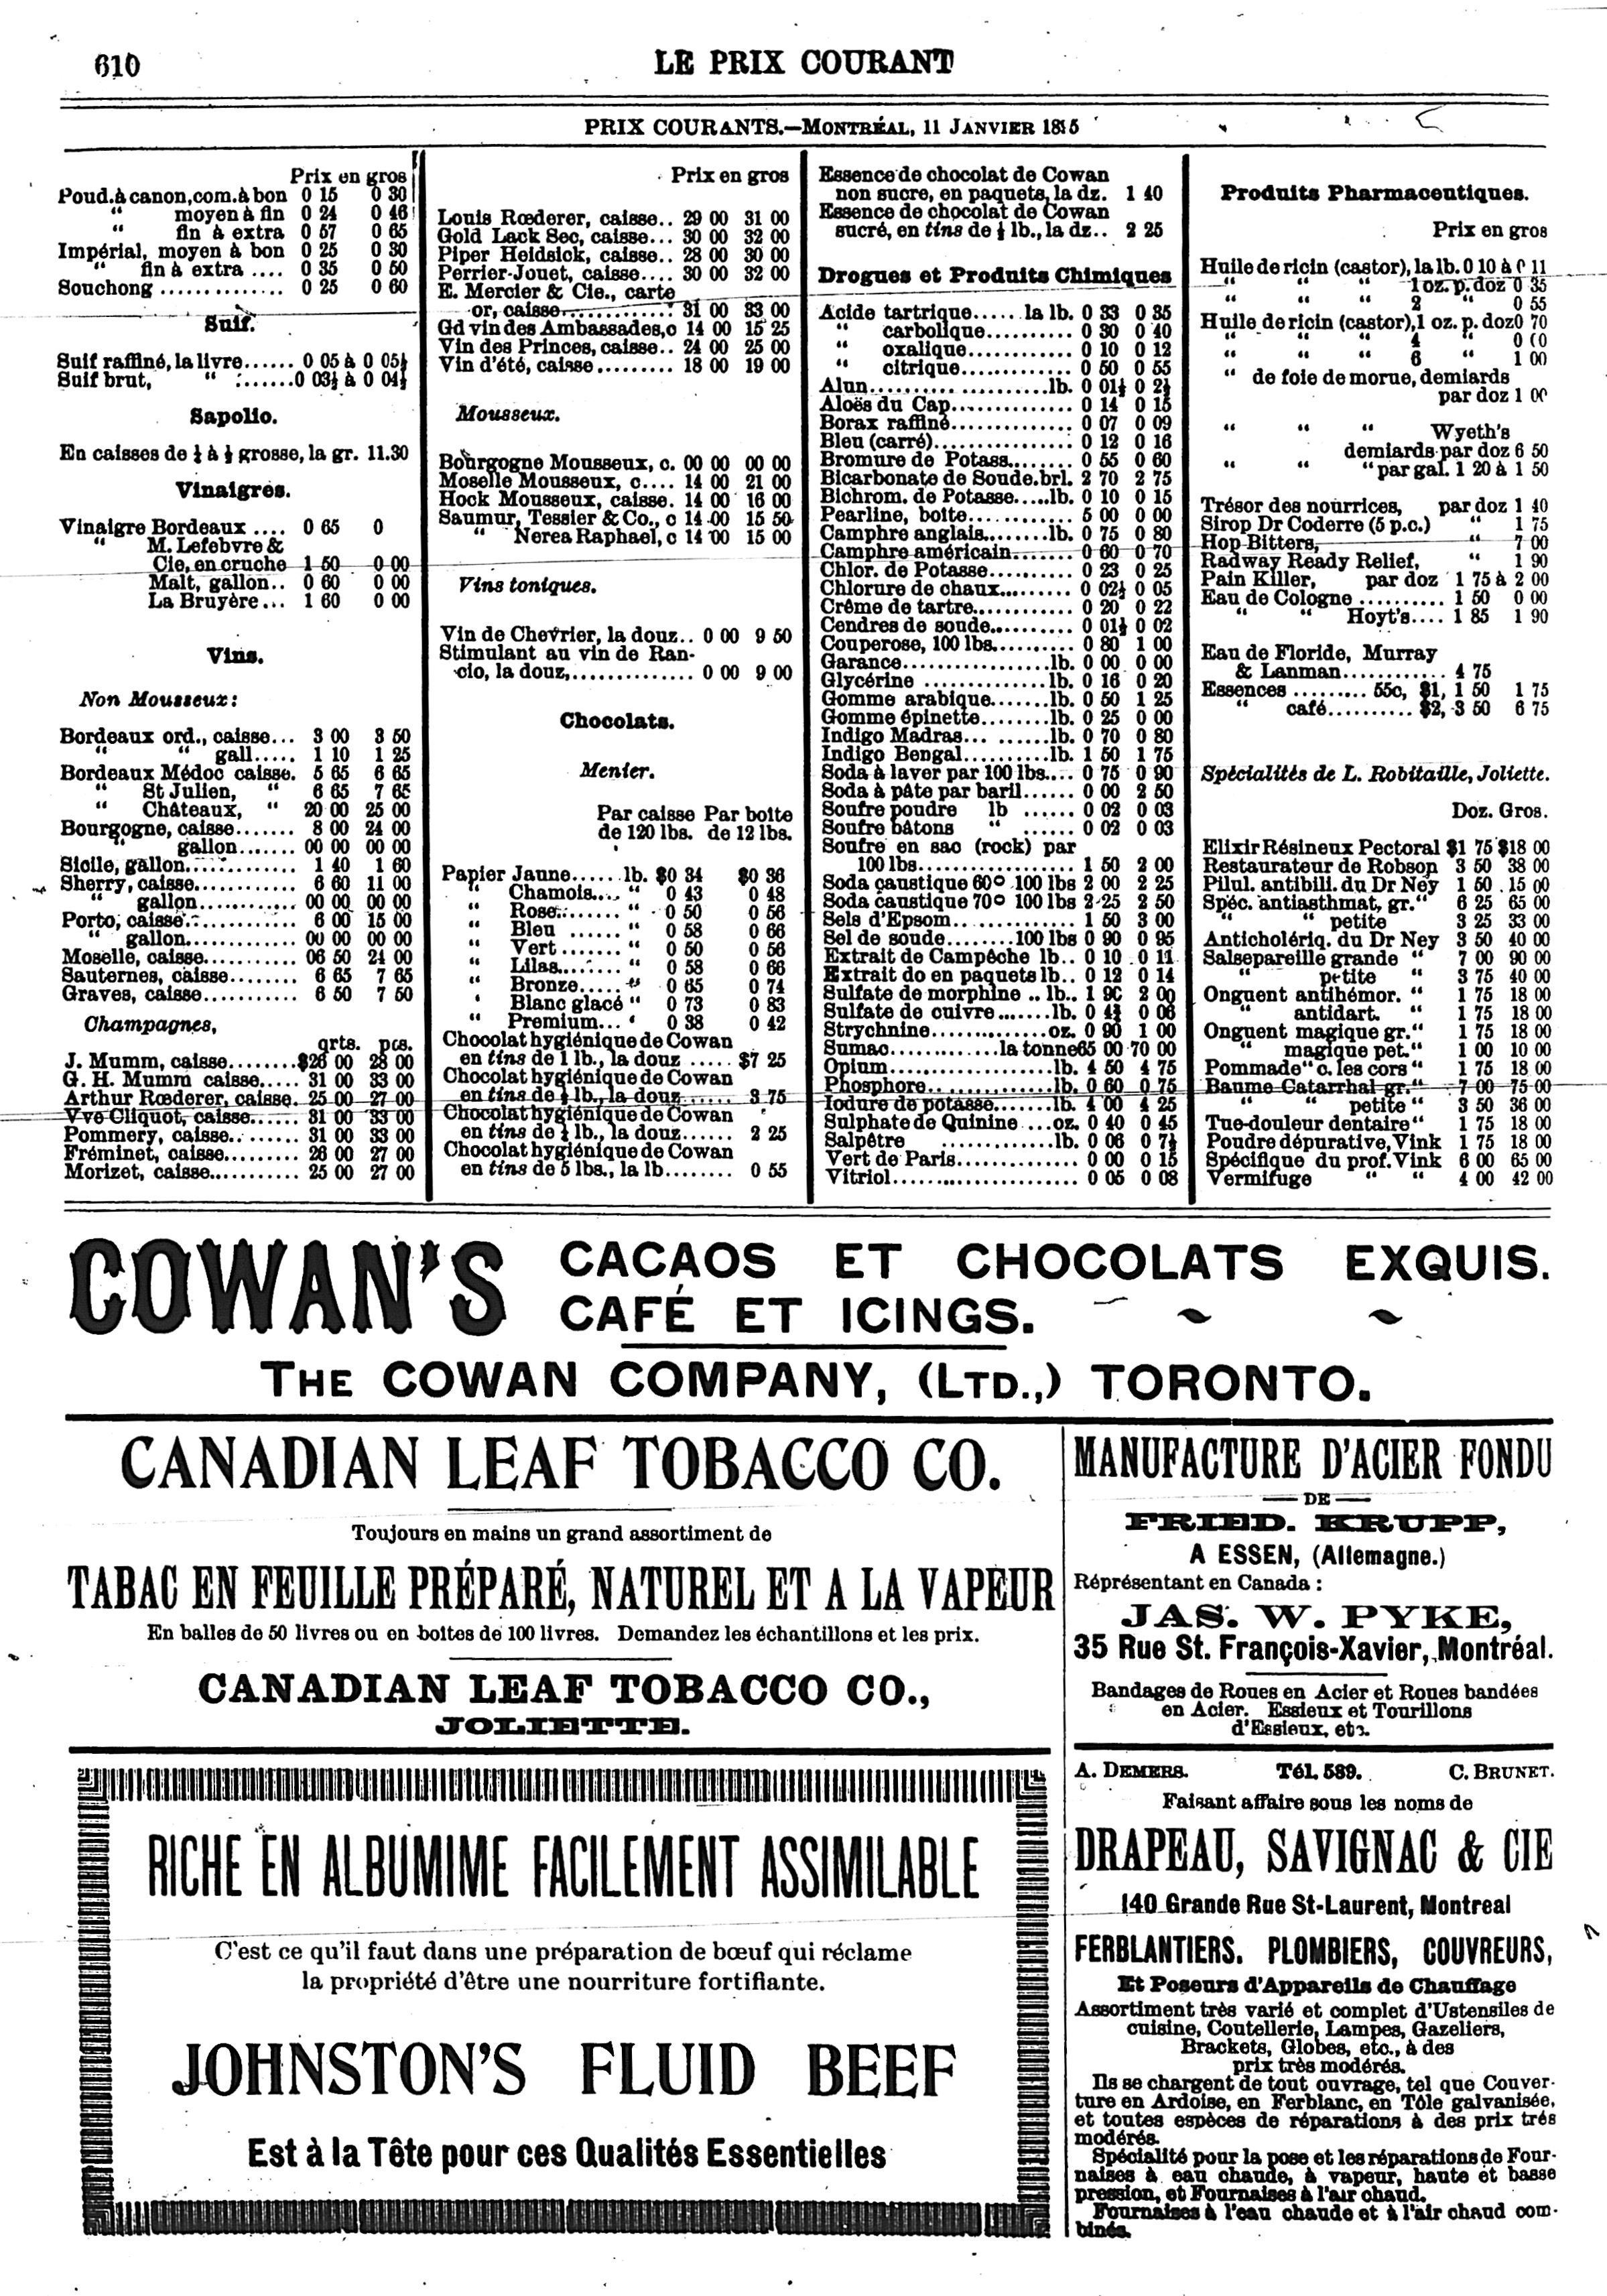 610
LE PRIX COURANT
PRIX COURANTS.—MONTRÉAL, 11 JANVIER 1895
Prix en gros
Poud.à canon,com.à bon 0 15 0 30
“ moyen à fin 0 24 0 46
“ fin à extra 0 57 0 65
Impérial, moyen à bon 0 25 0 30
“ fin à extra .... 0 35 0 50
Souchong .............. 0 25 0 60
Suif.
Suif raffiné, la livre...... 0 05 à 0 05½
Suif brut, “ ......0 03½ à 0 04½
Sapolio.
En caisses de ¼ à ½ grosse, la gr. 11.30
Vinaigres.
Vinaigre Bordeaux .... 0 65 0
“ M. Lefebvre &
Cie, en cruche 1 50 0 00
Malt, gallon.. 0 60 0 00
La Bruyère... 1 60 0 00
Vins.
Non Mousseux:
Bordeaux ord., caisse... 3 00 3 50
“ “ gall..... 1 10 1 25
Bordeaux Médoc caisse. 5 65 6 65
“ St Julien, “ 6 65 7 65
“ Châteaux, “ 20 00 25 00
Bourgogne, caisse....... 8 00 24 00
“ gallon....... 00 00 00 00
Sicile, gallon............ 1 40 1 60
Sherry, caisse............ 6 60 11 00
“ gallon............ 00 00 00 00
Porto, caisse............. 6 00 15 00
“ gallon............. 00 00 00 00
Moselle, caisse........... 06 50 24 00
Sauternes, caisse........ 6 65 7 65
Graves, caisse............ 6 50 7 50
Champagnes,
qrts. pts.
J. Mumm, caisse........$26 00 28 00
G. H. Mumm caisse..... 31 00 33 00
Arthur Rœderer, caisse. 25 00 27 00
Vve Cliquot, caisse...... 31 00 33 00
Pommery, caisse........ 31 00 33 00
Fréminet, caisse......... 26 00 27 00
Morizet, caisse........... 25 00 27 00
Prix en gros
Louis Rœderer, caisse.. 29 00 31 00
Gold Lack Sec, caisse... 30 00 32 00
Piper Heidsick, caisse.. 28 00 30 00
Perrier-Jouet, caisse.... 30 00 32 00
E. Mercier & Cie., carte
or, caisse.............. 31 00 33 00
Gd vin des Ambassades,c 14 00 15 25
Vin des Princes, caisse.. 24 00 25 00
Vin d'été, caisse ......... 18 00 19 00
Mousseux.
Bourgogne Mousseux, c. 00 00 00 00
Moselle Mousseux, c.... 14 00 21 00
Hock Mousseux, caisse. 14 00 16 00
Saumur, Tessier & Co., c 14 00 15 50
“ Nerea Raphael, c 14 00 15 00
Vins toniques.
Vin de Chevrier, la douz.. 0 00 9 50
Stimulant au vin de Ran-
cio, la douz,.............. 0 00 9 00
Chocolats.
Menier.
Par caisse Par boite
de 120 lbs. de 12 lbs.
Papier Jaune...... lb. $0 34 $0 36
“ Chamois.... “ 0 43 0 48
“ Rose........ “ 0 50 0 56
“ Bleu ...... “ 0 58 0 66
“ Vert ....... “ 0 50 0 56
“ Lilas........ “ 0 58 0 66
“ Bronze..... “ 0 65 0 74
“ Blanc glacé “ 0 73 0 83
“ Premium... “ 0 38 0 42
Chocolat hygiénique de Cowan
en tins de 1 lb., la douz ..... $7 25
Chocolat hygiénique de Cowan
en tins de ½ lb., la douz...... 3 75
Chocolat hygiénique de Cowan
en tins de ¼ lb., la douz...... 2 25
Chocolat hygiénique de Cowan
en tins de 5 lbs., la lb......... 0 55
Essence de chocolat de Cowan
non sucre, en paquets, la dz. 1 40
Essence de chocolat de Cowan
sucré, en tins de ½ lb., la dz.. 2 25
Drogues et Produits Chimiques
Acide tartrique..... la lb. 0 33 0 35
“ carbolique............ 0 30 0 40
“ oxalique.............. 0 10 0 12
“ citrique............... 0 50 0 55
Alun.......................lb. 0 01½ 0 2½
Aloës du Cap............... 0 14 0 15
Borax raffiné............... 0 07 0 09
Bleu (carré)................. 0 12 0 16
Bromure de Potass........ 0 55 0 60
Bicarbonate de Soude.brl. 2 70 2 75
Bichrom. de Potasse.....lb. 0 10 0 15
Pearline, boite............. 5 00 0 00
Camphre anglais.........lb. 0 75 0 80
Camphre américain........ 0 60 0 70
Chlor. de Potasse.......... 0 23 0 25
Chlorure de chaux......... 0 02½ 0 05
Crême de tartre............ 0 20 0 22
Cendres de soude.......... 0 01½ 0 02
Couperose, 100 lbs.......... 0 80 1 00
Garance....................lb. 0 00 0 00
Glycérine .................lb. 0 16 0 20
Gomme arabique.........lb. 0 50 1 25
Gomme épinette..........lb. 0 25 0 00
Indigo Madras... .......lb. 0 70 0 80
Indigo Bengal............lb. 1 50 1 75
Soda à laver par 100 lbs.... 0 75 0 90
Soda à pâte par baril...... 0 00 2 50
Soufre poudre lb ...... 0 02 0 03
Soufre bâtons “ ...... 0 02 0 03
Soufre en sac (rock) par
100 lbs..................... 1 50 2 00
Soda caustique 60° 100 lbs 2 00 2 25
Soda caustique 70° 100 lbs 2 25 2 50
Sels d'Epsom............... 1 50 3 00
Sel de soude.........100 lbs 0 90 0 95
Extrait de Campêche lb.. 0 10 0 11
Extrait do en paquets lb.. 0 12 0 14
Sulfate de morphine .. lb.. 1 90 2 00
Sulfate de cuivre........lb. 0 06
Strychnine...............oz. 0 90 1 00
Sumac.............la tonne65 00 70 00
Opium....................lb. 4 50 4 75
Phosphore................lb. 0 60 0 75
Iodure de potasse........lb. 4 00 4 25
Sulphate de Quinine ...oz. 0 40 0 45
Salpêtre .............lb. 0 06 0 7½
Vert de Paris............... 0 00 0 15
Vitriol....................... 0 05 0 08
Produits Pharmaceutiques.
Prix en gros
Huile de ricin (castor), la lb. 0 10 à 0 11
“ “ “ 1 oz. p. doz 0 35
“ “ “ 2 “ 0 55
Huile de ricin (castor),1 oz. p. doz0 70
“ “ “ 4 “
“ “ “ 6 “ 1 00
“ de foie de morue, demiards
par doz 1 00
“ “ “ Wyeth's
demiards par doz 6 50
“ “ “ par gal. 1 20 à 1 50
Trésor des nourrices, par doz 1 40
Sirop Dr Coderre (5 p.c.) “ 1 75
Hop Bitters, “ 7 00
Radway Ready Relief, “ 1 90
Pain Killer, par doz 1 75 à 2 00
Eau de Cologne .......... 1 50 0 00
“ “ Hoyt's.... 1 85 1 90
Eau de Floride, Murray
& Lanman............ 4 75
Essences ......... 55c, $1, 1 50 1 75
“ café.......... $2, 3 50 6 75
Spécialités de L. Robitaille, Joliette.
Doz. Gros.
Elixir Résineux Pectoral $1 75 $18 00
Restaurateur de Robson 3 50 38 00
Pilul. antibili. du Dr Ney 1 50 15 00
Spéc. antiasthmat, gr.“ 6 25 65 00
“ “ petite 3 25 33 00
Anticholériq. du Dr Ney 3 50 40 00
Salsepareille grande “ 7 00 90 00
“ petite “ 3 75 40 00
Onguent antihémor. “ 1 75 18 00
“ antidart. “ 1 75 18 00
Onguent magique gr.“ 1 75 18 00
“ magique pet.“ 1 00 10 00
Pommade “ c. les cors “ 1 75 18 00
Baume Catarrhal gr.“ 7 00 75 00
“ “ petite “ 3 50 36 00
Tue-douleur dentaire “ 1 75 18 00
Poudre dépurative, Vink 1 75 18 00
Spécifique du prof. Vink 6 00 65 00
Vermifuge “ “ 4 00 42 00
COWAN'S CACAOS ET CHOCOLATS EXQUIS.
CAFÉ ET ICINGS.
THE COWAN COMPANY, (LTD.,) TORONTO.
CANADIAN LEAF TOBACCO CO.
Toujours en mains un grand assortiment de
TABAC EN FEUILLE PRÉPARÉ, NATUREL ET A LA VAPEUR
En balles de 50 livres ou en boites de 100 livres. Demandez les échantillons et les prix.
CANADIAN LEAF TOBACCO CO.,
JOLIETTE.
RICHE EN ALBUMIME FACILEMENT ASSIMILABLE
C'est ce qu'il faut dans une préparation de bœuf qui réclame
la propriété d'être une nourriture fortifiante.
JOHNSTON'S FLUID BEEF
Est à la Tête pour ces Qualités Essentielles
MANUFACTURE D'ACIER FONDU
— DE —
FRIED. KRUPP,
A ESSEN, (Allemagne.)
Réprésentant en Canada :
JAS. W. PYKE,
35 Rue St. François-Xavier, Montréal.
Bandages de Roues en Acier et Roues bandées
en Acier. Essieux et Tourillons
d'Essieux, etc.
A. DEMERS. Tél. 589. C. BRUNET.
Faisant affaire sous les noms de
DRAPEAU, SAVIGNAC & CIE
140 Grande Rue St-Laurent, Montreal
FERBLANTIERS. PLOMBIERS, COUVREURS,
Et Poseurs d'Appareils de Chauffage
Assortiment très varié et complet d'Ustensiles de
cuisine, Coutellerie, Lampes, Gazeliers,
Brackets, Globes, etc., à des
prix très modérés.
Ils se chargent de tout ouvrage, tel que Couver-
ture en Ardoise, en Ferblanc, en Tôle galvanisée,
et toutes espèces de réparations à des prix trés
modérés.
Spécialité pour la pose et les réparations de Four-
naises à eau chaude, à vapeur, haute et basse
pression, et Fournaises à l'air chaud.
Fournaises à l'eau chaude et à l'air chaud com-
binés.